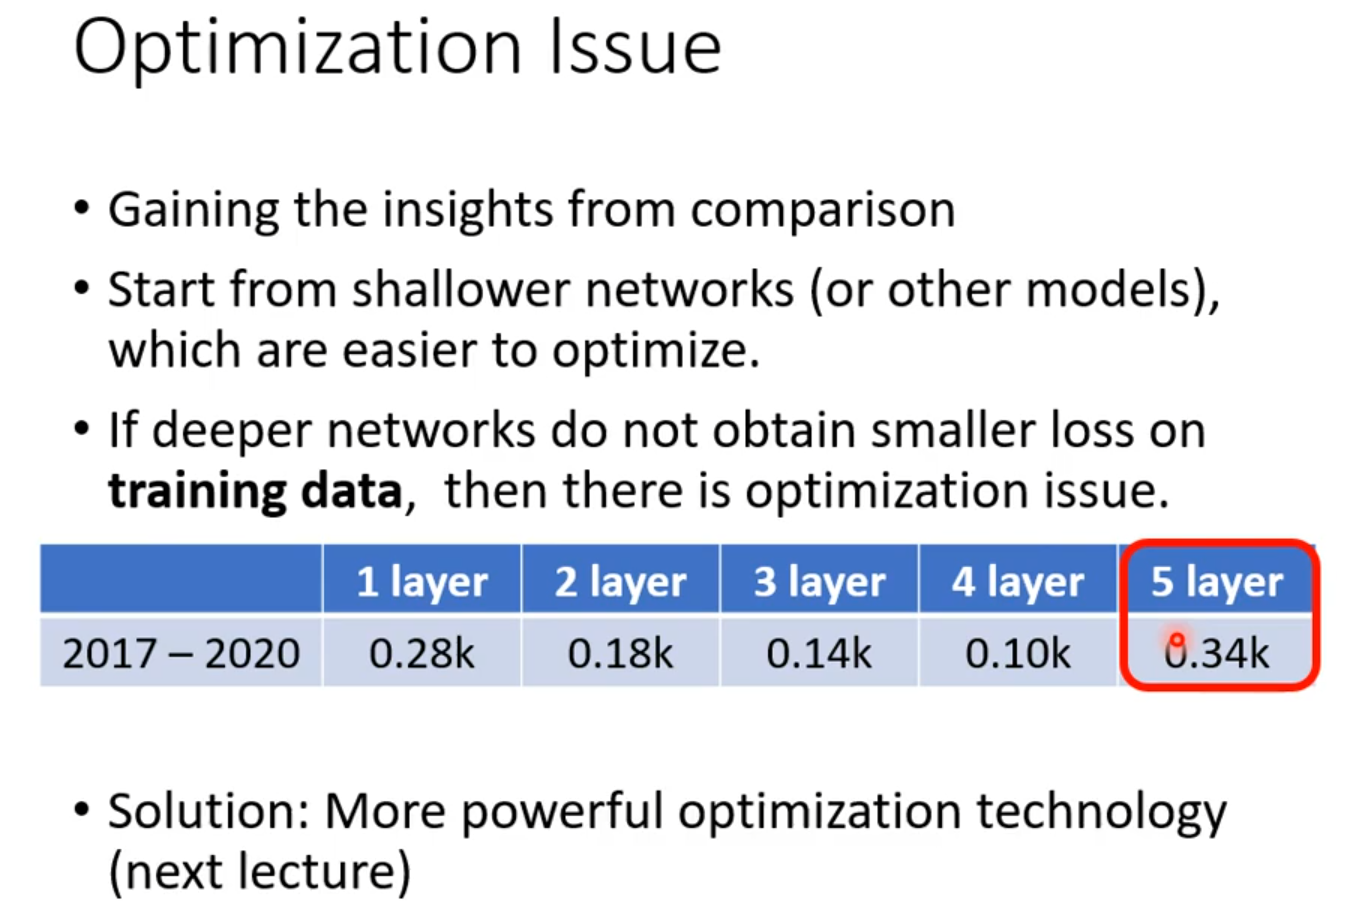 Optimization Issue
• Gaining the insights from comparison
• Start from shallower networks (or other models),
which are easier to optimize.
• If deeper networks do not obtain smaller loss on
training data, then there is optimization issue.
1 layer 2 layer 3 layer 4 layer 5 layer
2017 – 2020 0.28k 0.18k 0.14k 0.10k 0.34k
• Solution: More powerful optimization technology
(next lecture)